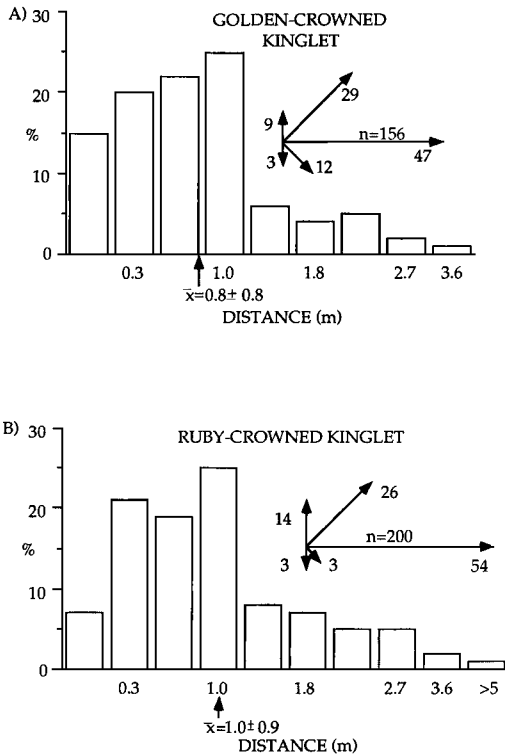 A)
GOLDEN-CROWNED
KINGLET
30
20
10
0
%
29
9
n=156
3
12
47
0.3 1.0 1.8 2.7 3.6
x̄=0.8± 0.8
DISTANCE (m)
B)
RUBY-CROWNED KINGLET
30
20
10
0
%
26
14
n=200
3 3
54
0.3 1.0 1.8 2.7 3.6 >5
x̄=1.0± 0.9
DISTANCE (m)